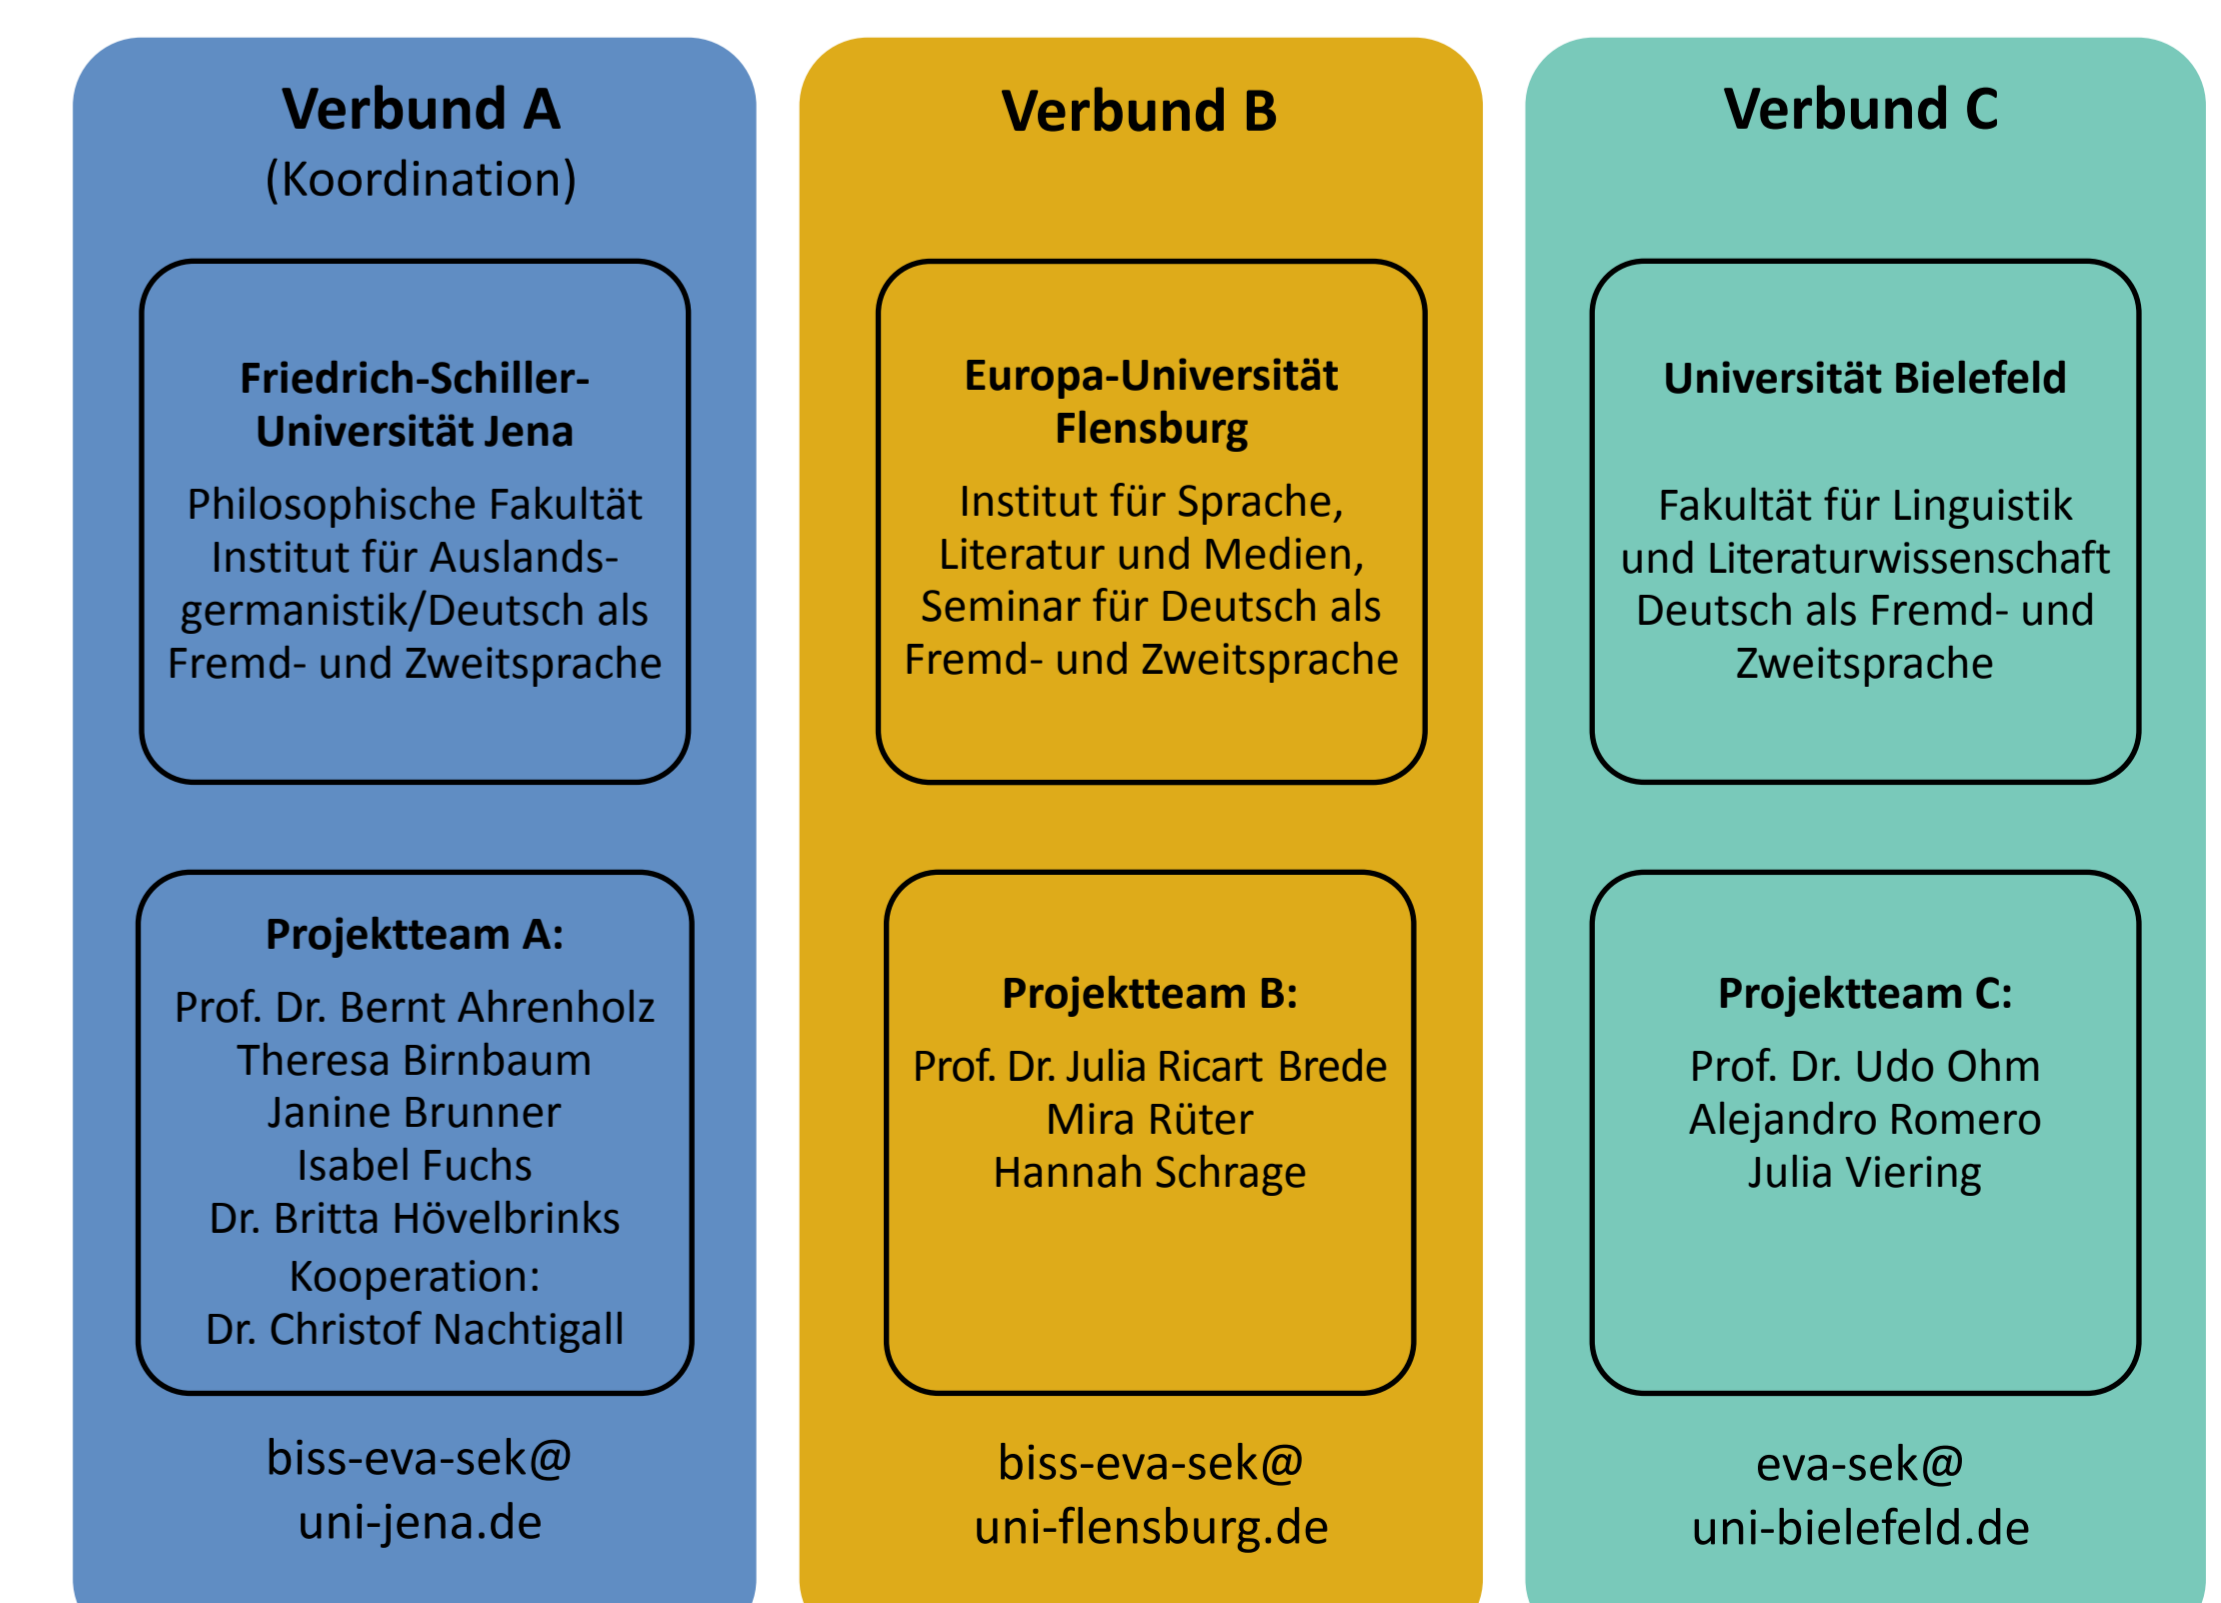 Verbund A
(Koordination)
Friedrich-Schiller-
Universität Jena
Philosophische Fakultät
Institut für Auslands-
germanistik/Deutsch als
Fremd- und Zweitsprache
Projektteam A:
Prof. Dr. Bernt Ahrenholz
Theresa Birnbaum
Janine Brunner
Isabel Fuchs
Dr. Britta Hövelbrinks
Kooperation:
Dr. Christof Nachtigall
biss-eva-sek@
uni-jena.de
Verbund B
Europa-Universität
Flensburg
Institut für Sprache,
Literatur und Medien,
Seminar für Deutsch als
Fremd- und Zweitsprache
Projektteam B:
Prof. Dr. Julia Ricart Brede
Mira Rüter
Hannah Schrage
biss-eva-sek@
uni-flensburg.de
Verbund C
Universität Bielefeld
Fakultät für Linguistik
und Literaturwissenschaft
Deutsch als Fremd- und
Zweitsprache
Projektteam C:
Prof. Dr. Udo Ohm
Alejandro Romero
Julia Viering
eva-sek@
uni-bielefeld.de